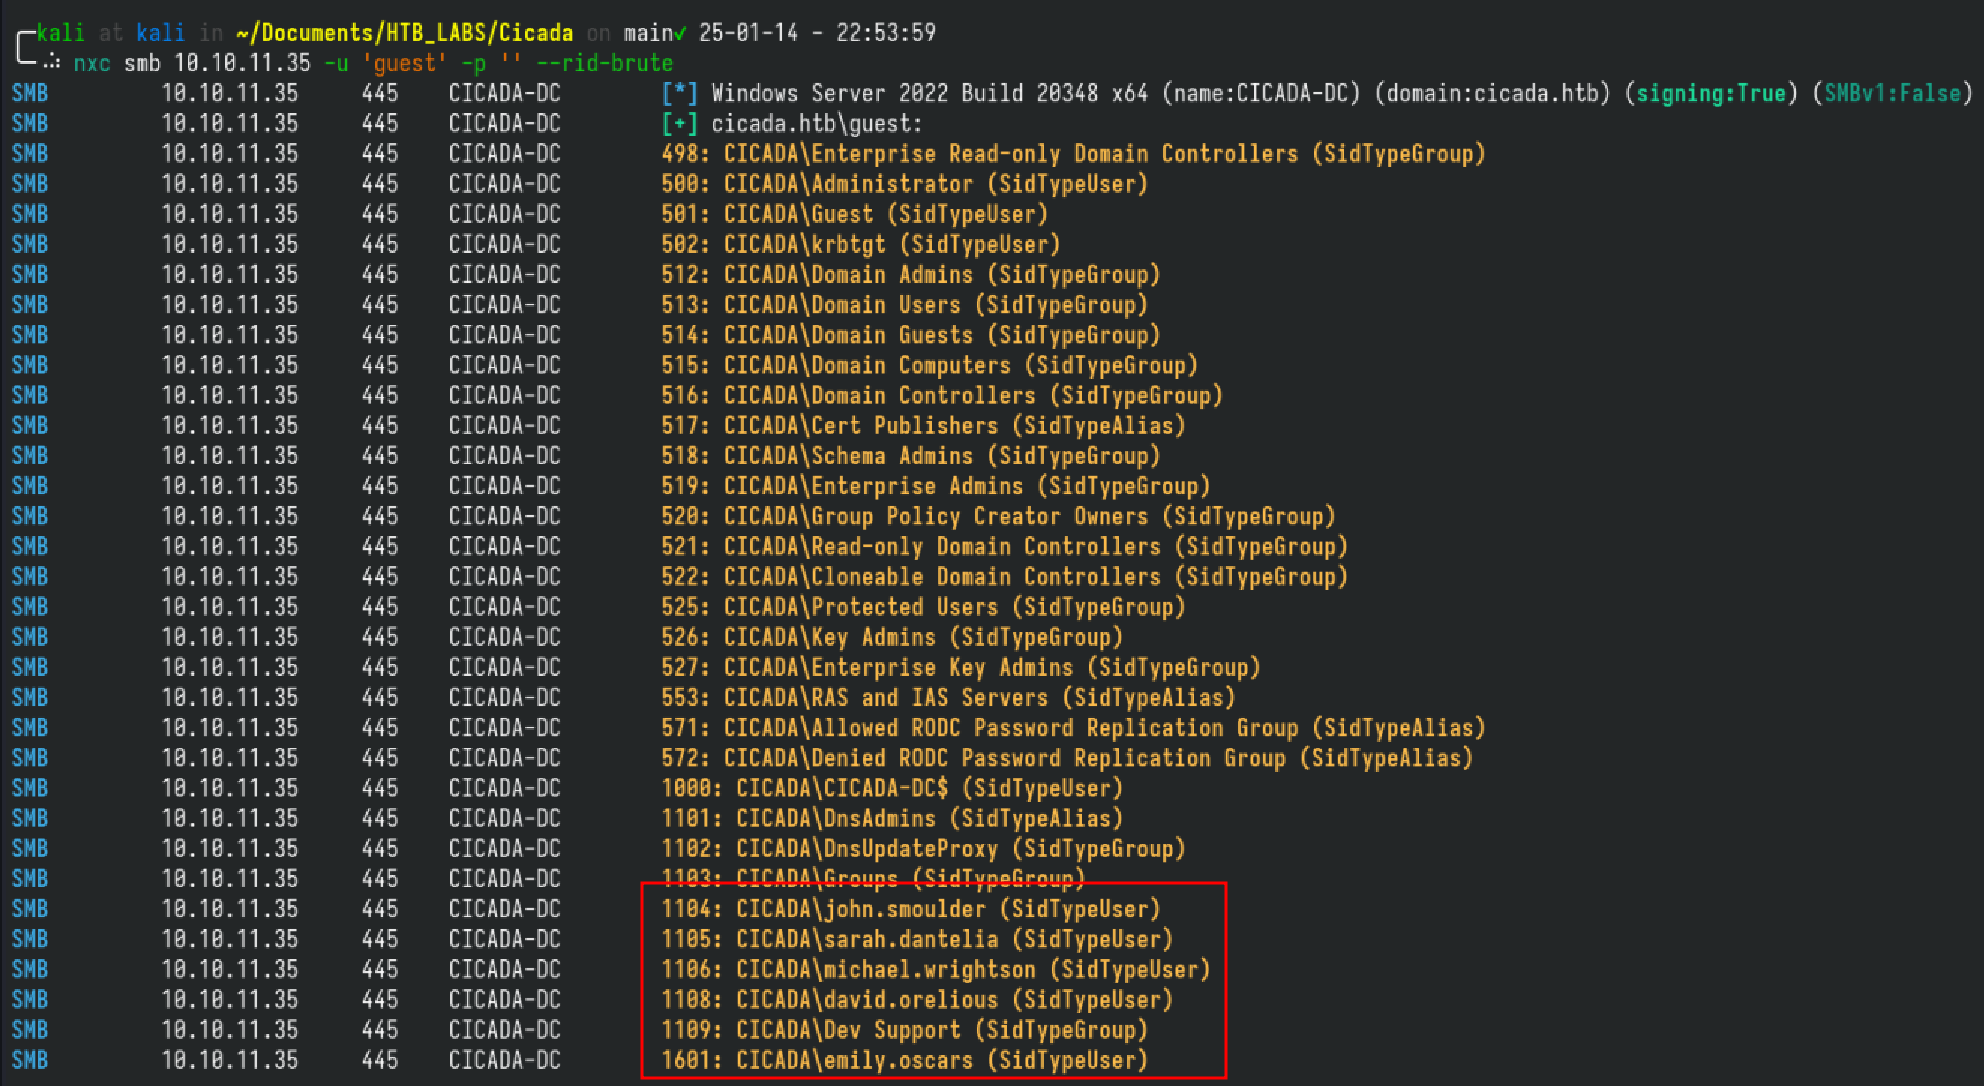 kali at kali in ~/Documents/HTB_LABS/Cicada on main✓ 25-01-14 - 22:53:59
.: nxc smb 10.10.11.35 -u 'guest' -p '' --rid-brute
SMB 10.10.11.35 445 CICADA-DC [*] Windows Server 2022 Build 20348 x64 (name:CICADA-DC) (domain:cicada.htb) (signing:True) (SMBv1:False)
SMB 10.10.11.35 445 CICADA-DC [+] cicada.htb\guest:
SMB 10.10.11.35 445 CICADA-DC 498: CICADA\Enterprise Read-only Domain Controllers (SidTypeGroup)
SMB 10.10.11.35 445 CICADA-DC 500: CICADA\Administrator (SidTypeUser)
SMB 10.10.11.35 445 CICADA-DC 501: CICADA\Guest (SidTypeUser)
SMB 10.10.11.35 445 CICADA-DC 502: CICADA\krbtgt (SidTypeUser)
SMB 10.10.11.35 445 CICADA-DC 512: CICADA\Domain Admins (SidTypeGroup)
SMB 10.10.11.35 445 CICADA-DC 513: CICADA\Domain Users (SidTypeGroup)
SMB 10.10.11.35 445 CICADA-DC 514: CICADA\Domain Guests (SidTypeGroup)
SMB 10.10.11.35 445 CICADA-DC 515: CICADA\Domain Computers (SidTypeGroup)
SMB 10.10.11.35 445 CICADA-DC 516: CICADA\Domain Controllers (SidTypeGroup)
SMB 10.10.11.35 445 CICADA-DC 517: CICADA\Cert Publishers (SidTypeAlias)
SMB 10.10.11.35 445 CICADA-DC 518: CICADA\Schema Admins (SidTypeGroup)
SMB 10.10.11.35 445 CICADA-DC 519: CICADA\Enterprise Admins (SidTypeGroup)
SMB 10.10.11.35 445 CICADA-DC 520: CICADA\Group Policy Creator Owners (SidTypeGroup)
SMB 10.10.11.35 445 CICADA-DC 521: CICADA\Read-only Domain Controllers (SidTypeGroup)
SMB 10.10.11.35 445 CICADA-DC 522: CICADA\Cloneable Domain Controllers (SidTypeGroup)
SMB 10.10.11.35 445 CICADA-DC 525: CICADA\Protected Users (SidTypeGroup)
SMB 10.10.11.35 445 CICADA-DC 526: CICADA\Key Admins (SidTypeGroup)
SMB 10.10.11.35 445 CICADA-DC 527: CICADA\Enterprise Key Admins (SidTypeGroup)
SMB 10.10.11.35 445 CICADA-DC 553: CICADA\RAS and IAS Servers (SidTypeAlias)
SMB 10.10.11.35 445 CICADA-DC 571: CICADA\Allowed RODC Password Replication Group (SidTypeAlias)
SMB 10.10.11.35 445 CICADA-DC 572: CICADA\Denied RODC Password Replication Group (SidTypeAlias)
SMB 10.10.11.35 445 CICADA-DC 1000: CICADA\CICADA-DC$ (SidTypeUser)
SMB 10.10.11.35 445 CICADA-DC 1101: CICADA\DnsAdmins (SidTypeAlias)
SMB 10.10.11.35 445 CICADA-DC 1102: CICADA\DnsUpdateProxy (SidTypeGroup)
SMB 10.10.11.35 445 CICADA-DC 1103: CICADA\Groups (SidTypeGroup)
SMB 10.10.11.35 445 CICADA-DC 1104: CICADA\john.smoulder (SidTypeUser)
SMB 10.10.11.35 445 CICADA-DC 1105: CICADA\sarah.dantelia (SidTypeUser)
SMB 10.10.11.35 445 CICADA-DC 1106: CICADA\michael.wrightson (SidTypeUser)
SMB 10.10.11.35 445 CICADA-DC 1108: CICADA\david.orelious (SidTypeUser)
SMB 10.10.11.35 445 CICADA-DC 1109: CICADA\Dev Support (SidTypeGroup)
SMB 10.10.11.35 445 CICADA-DC 1601: CICADA\emily.oscars (SidTypeUser)